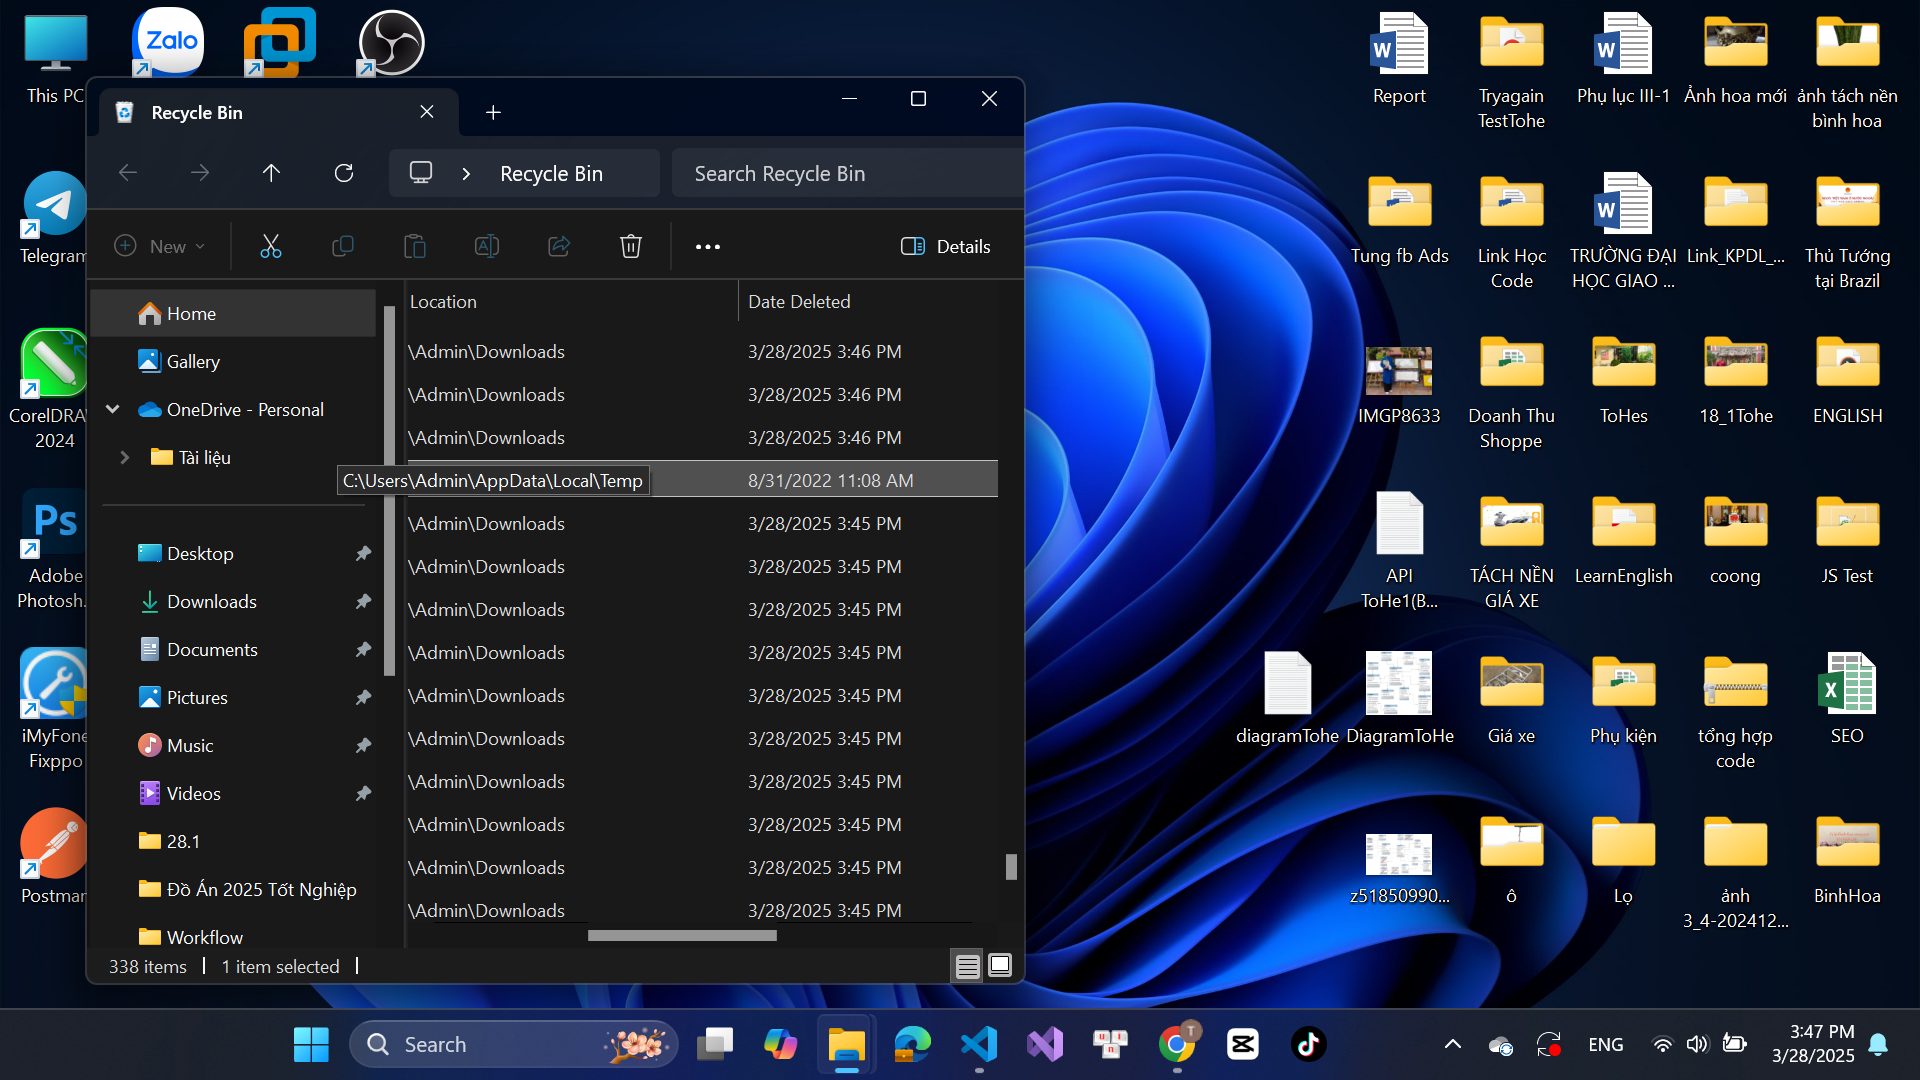 This PC
Zalo
Telegram
CorelDRAW
2024
Ps
Adobe
Photosh...
iMyFone
Fixppo
Postman
Recycle Bin
Recycle Bin
Search Recycle Bin
New
Details
Home
Gallery
OneDrive - Personal
Tài liệu
Desktop
Downloads
Documents
Pictures
Music
Videos
28.1
Đồ Án 2025 Tốt Nghiệp
Workflow
Location
Date Deleted
\Admin\Downloads
3/28/2025 3:46 PM
\Admin\Downloads
3/28/2025 3:46 PM
\Admin\Downloads
3/28/2025 3:46 PM
C:\Users\Admin\AppData\Local\Temp
8/31/2022 11:08 AM
\Admin\Downloads
3/28/2025 3:45 PM
\Admin\Downloads
3/28/2025 3:45 PM
\Admin\Downloads
3/28/2025 3:45 PM
\Admin\Downloads
3/28/2025 3:45 PM
\Admin\Downloads
3/28/2025 3:45 PM
\Admin\Downloads
3/28/2025 3:45 PM
\Admin\Downloads
3/28/2025 3:45 PM
\Admin\Downloads
3/28/2025 3:45 PM
\Admin\Downloads
3/28/2025 3:45 PM
\Admin\Downloads
3/28/2025 3:45 PM
338 items
1 item selected
Report
Tryagain
TestTohe
Phụ lục III-1
Ảnh hoa mới
ảnh tách nền
bình hoa
Tung fb Ads
Link Học
Code
TRƯỜNG ĐẠI
HỌC GIAO ...
Link_KPDL_...
Thủ Tướng
tại Brazil
IMGP8633
Doanh Thu
Shoppe
ToHes
18_1Tohe
ENGLISH
API
ToHe1(B...
TÁCH NỀN
GIÁ XE
LearnEnglish
coong
JS Test
diagramTohe
DiagramToHe
Giá xe
Phụ kiện
tổng hợp
code
SEO
z51850990...
ô
Lọ
ảnh
3_4-202412...
BinhHoa
Search
T
ENG
3:47 PM
3/28/2025